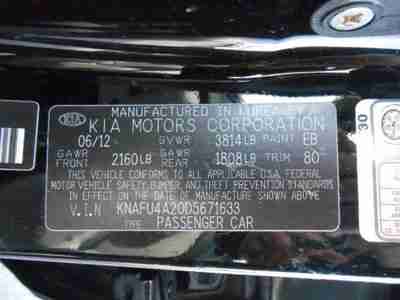 MANUFACTURED IN KOREA BY
KIA KIA MOTORS CORPORATION
06/12 GVWR 3814LB PAINT EB
GAWR FRONT 2160LB GAWR REAR 1808LB TRIM 80
THIS VEHICLE CONFORMS TO ALL APPLICABLE U.S.A. FEDERAL
MOTOR VEHICLE SAFETY, BUMPER, AND THEFT PREVENTION STANDARDS
IN EFFECT ON THE DATE OF MANUFACTURE SHOWN ABOVE.
V.I.N KNAFU4A20D5671633
TYPE PASSENGER CAR
30